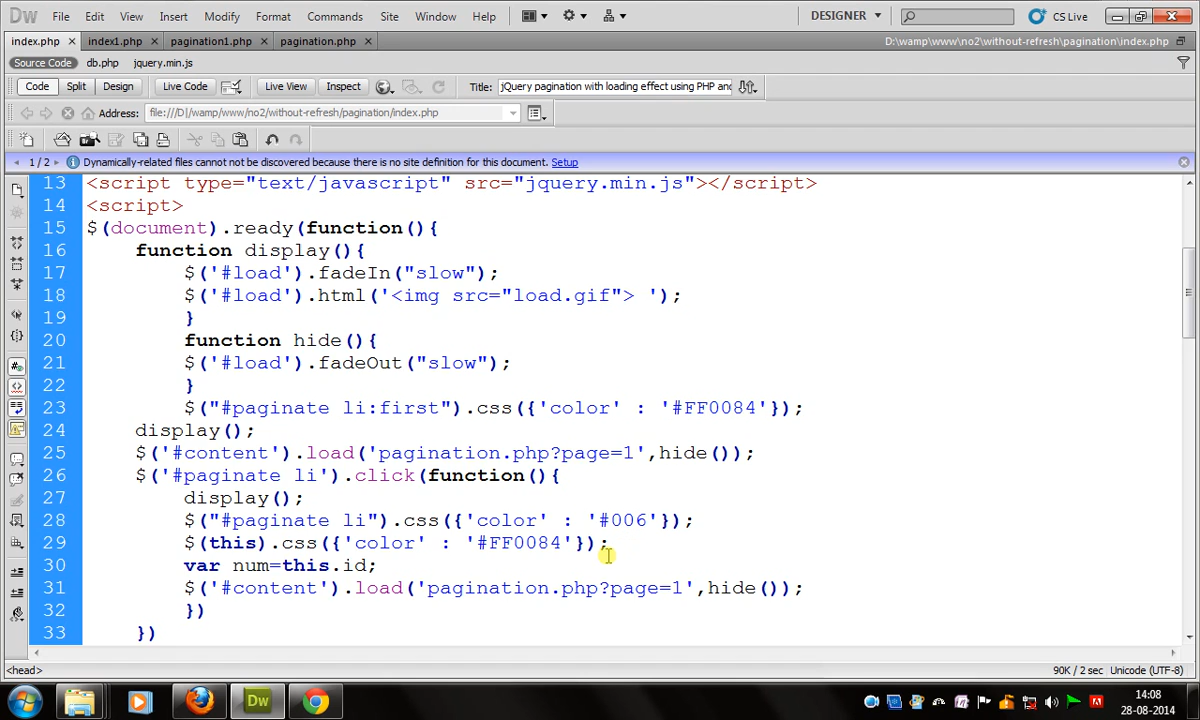 Dw File Edit View Insert Modify Format Commands Site Window Help DESIGNER CS Live
index.php index1.php pagination1.php pagination.php D:\wamp\www\no2\without-refresh\pagination\index.php
Source Code db.php jquery.min.js
Code Split Design Live Code Live View Inspect Title: jQuery pagination with loading effect using PHP and
Address: file:///D|/wamp/www/no2/without-refresh/pagination/index.php
1/2 Dynamically-related files cannot not be discovered because there is no site definition for this document. Setup
13 <script type="text/javascript" src="jquery.min.js"></script>
14 <script>
15 $(document).ready(function(){
16 function display(){
17 $('#load').fadeIn("slow");
18 $('#load').html('<img src="load.gif"> ');
19 }
20 function hide(){
21 $('#load').fadeOut("slow");
22 }
23 $("#paginate li:first").css({'color' : '#FF0084'});
24 display();
25 $('#content').load('pagination.php?page=1',hide());
26 $('#paginate li').click(function(){
27 display();
28 $("#paginate li").css({'color' : '#006'});
29 $(this).css({'color' : '#FF0084'});
30 var num=this.id;
31 $('#content').load('pagination.php?page=1',hide());
32 })
33 })
<head> 90K / 2 sec Unicode (UTF-8)
Dw 14:08
28-08-2014